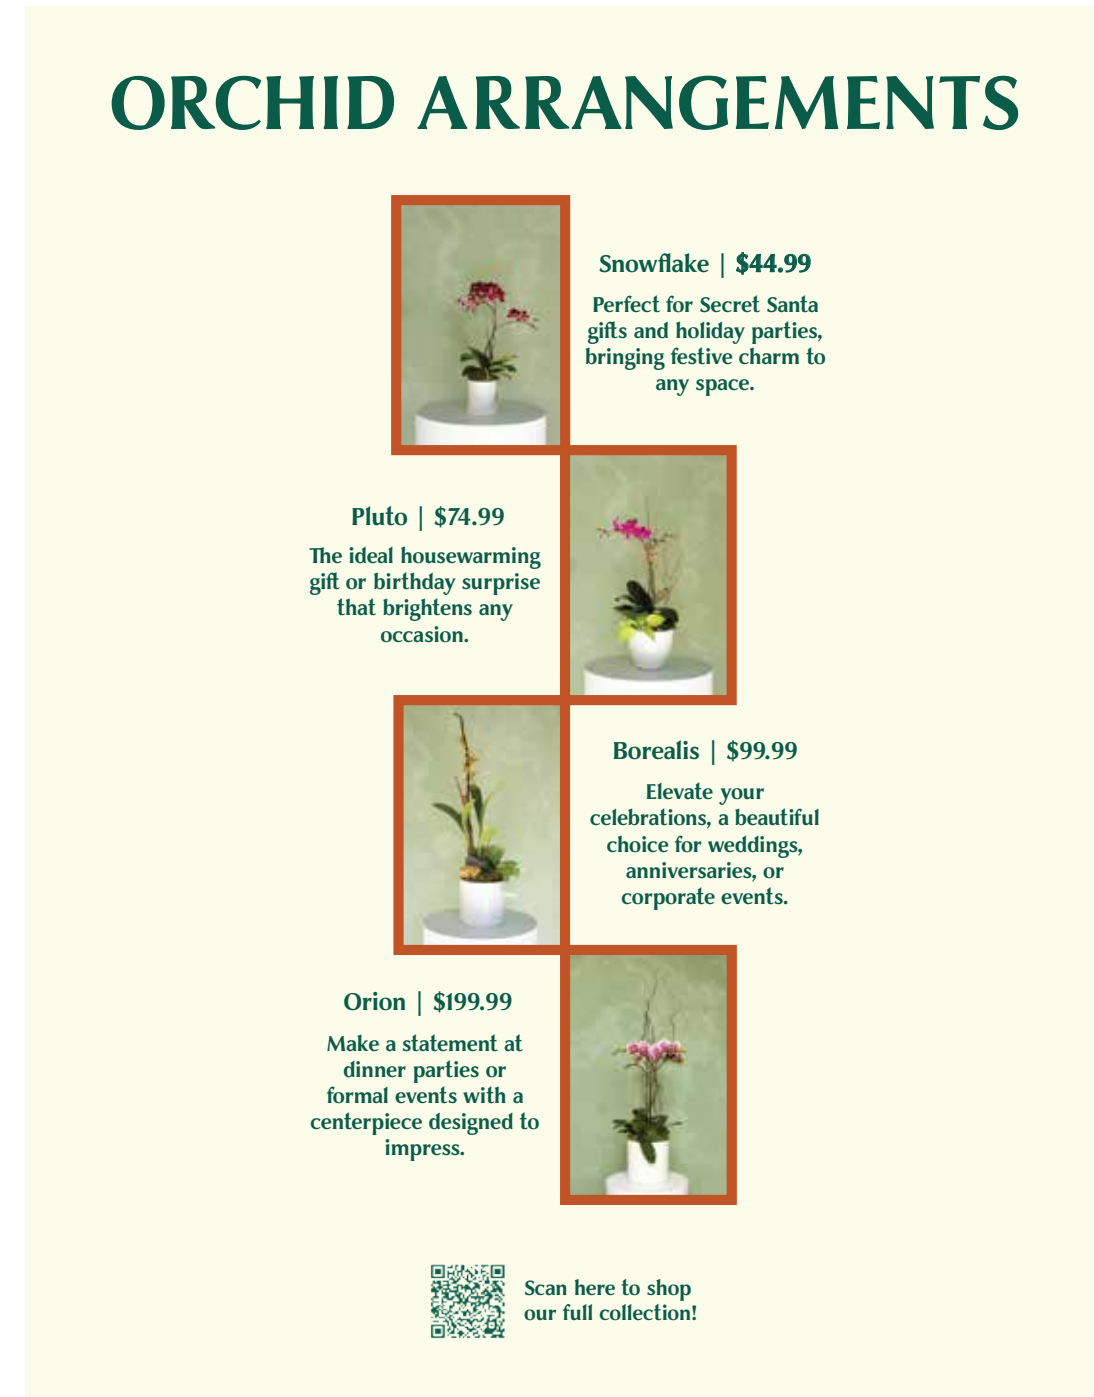 ORCHID ARRANGEMENTS
Snowflake | $44.99
Perfect for Secret Santa
gifts and holiday parties,
bringing festive charm to
any space.
Pluto | $74.99
The ideal housewarming
gift or birthday surprise
that brightens any
occasion.
Borealis | $99.99
Elevate your
celebrations, a beautiful
choice for weddings,
anniversaries, or
corporate events.
Orion | $199.99
Make a statement at
dinner parties or
formal events with a
centerpiece designed to
impress.
Scan here to shop
our full collection!